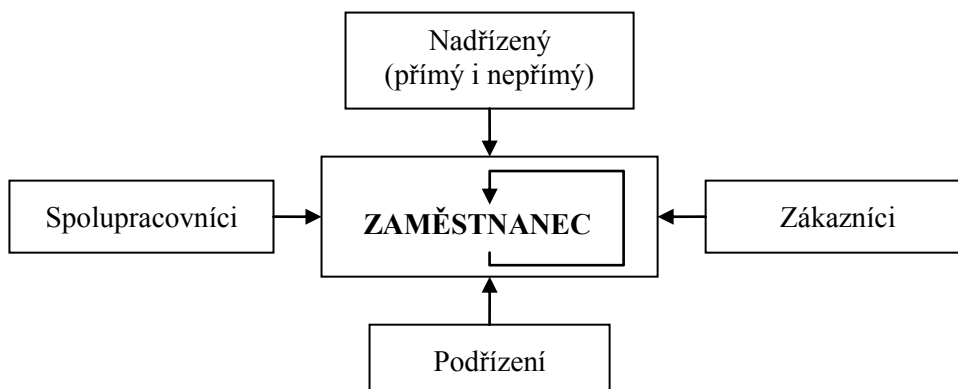 Nadřízený
(přímý i nepřímý)
Spolupracovníci
ZAMĚSTNANEC
Zákazníci
Podřízení